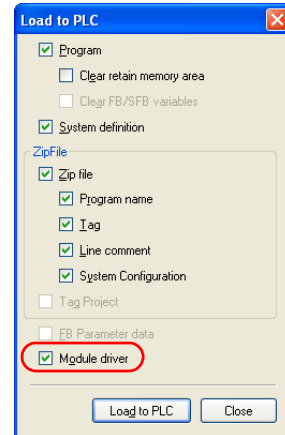 Load to PLC
Program
Clear retain memory area
Clear FB/SFB variables
System definition
ZipFile
Zip file
Program name
Tag
Line comment
System Configuration
Tag Project
FB Parameter data
Module driver
Load to PLC Close